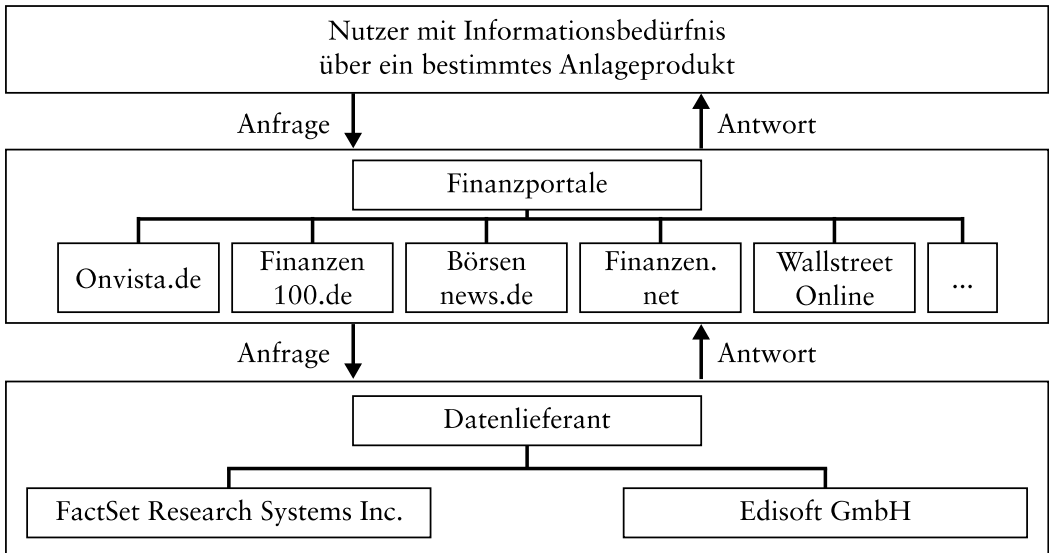 Nutzer mit Informationsbedürfnis
über ein bestimmtes Anlageprodukt
Anfrage
Antwort
Finanzportale
Onvista.de
Finanzen
100.de
Börsen
news.de
Finanzen.
net
Wallstreet
Online
...
Anfrage
Antwort
Datenlieferant
FactSet Research Systems Inc.
Edisoft GmbH